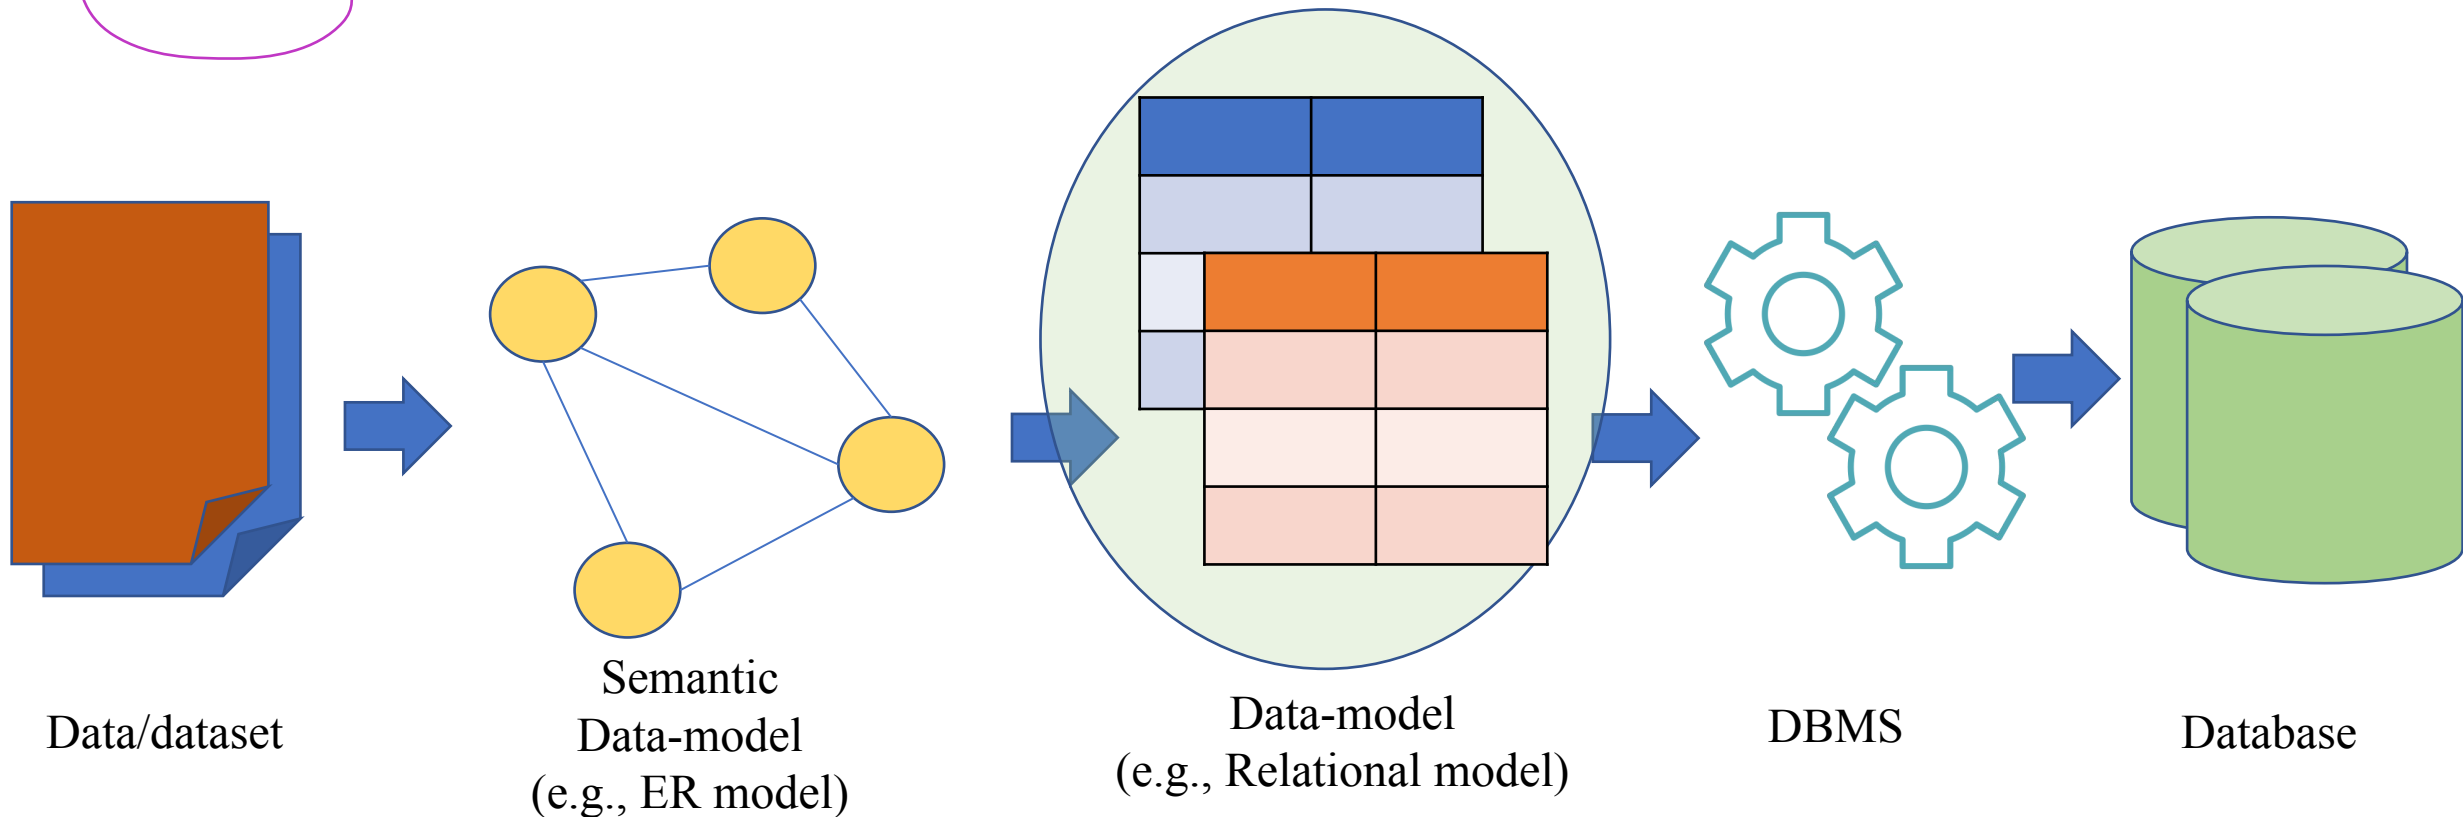 Data/dataset
Semantic
Data-model
(e.g., ER model)
Data-model
(e.g., Relational model)
DBMS
Database